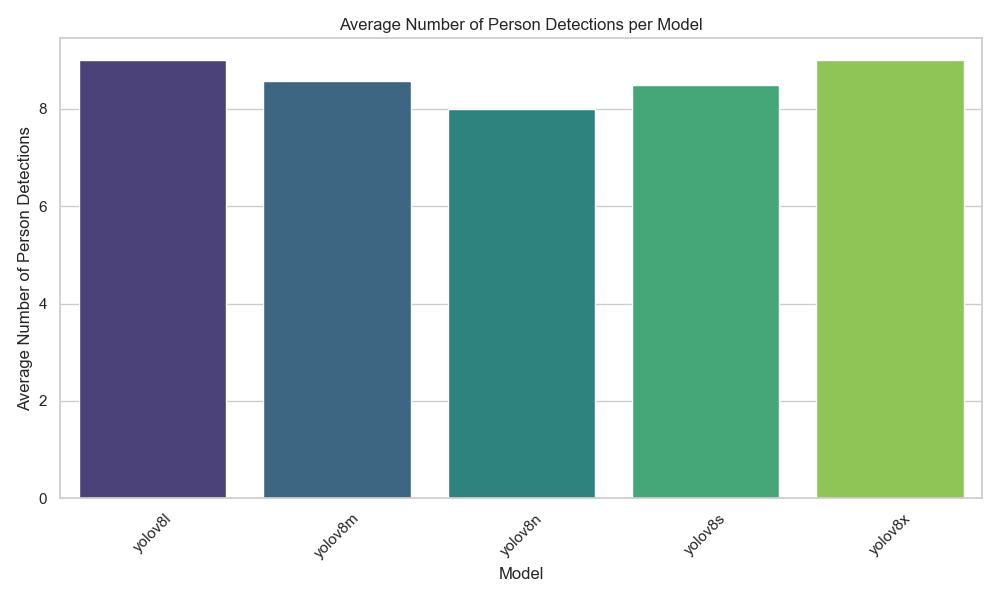 Average Number of Person Detections per Model
Average Number of Person Detections
8
6
4
2
0
yolov8l
yolov8m
yolov8n
yolov8s
yolov8x
Model